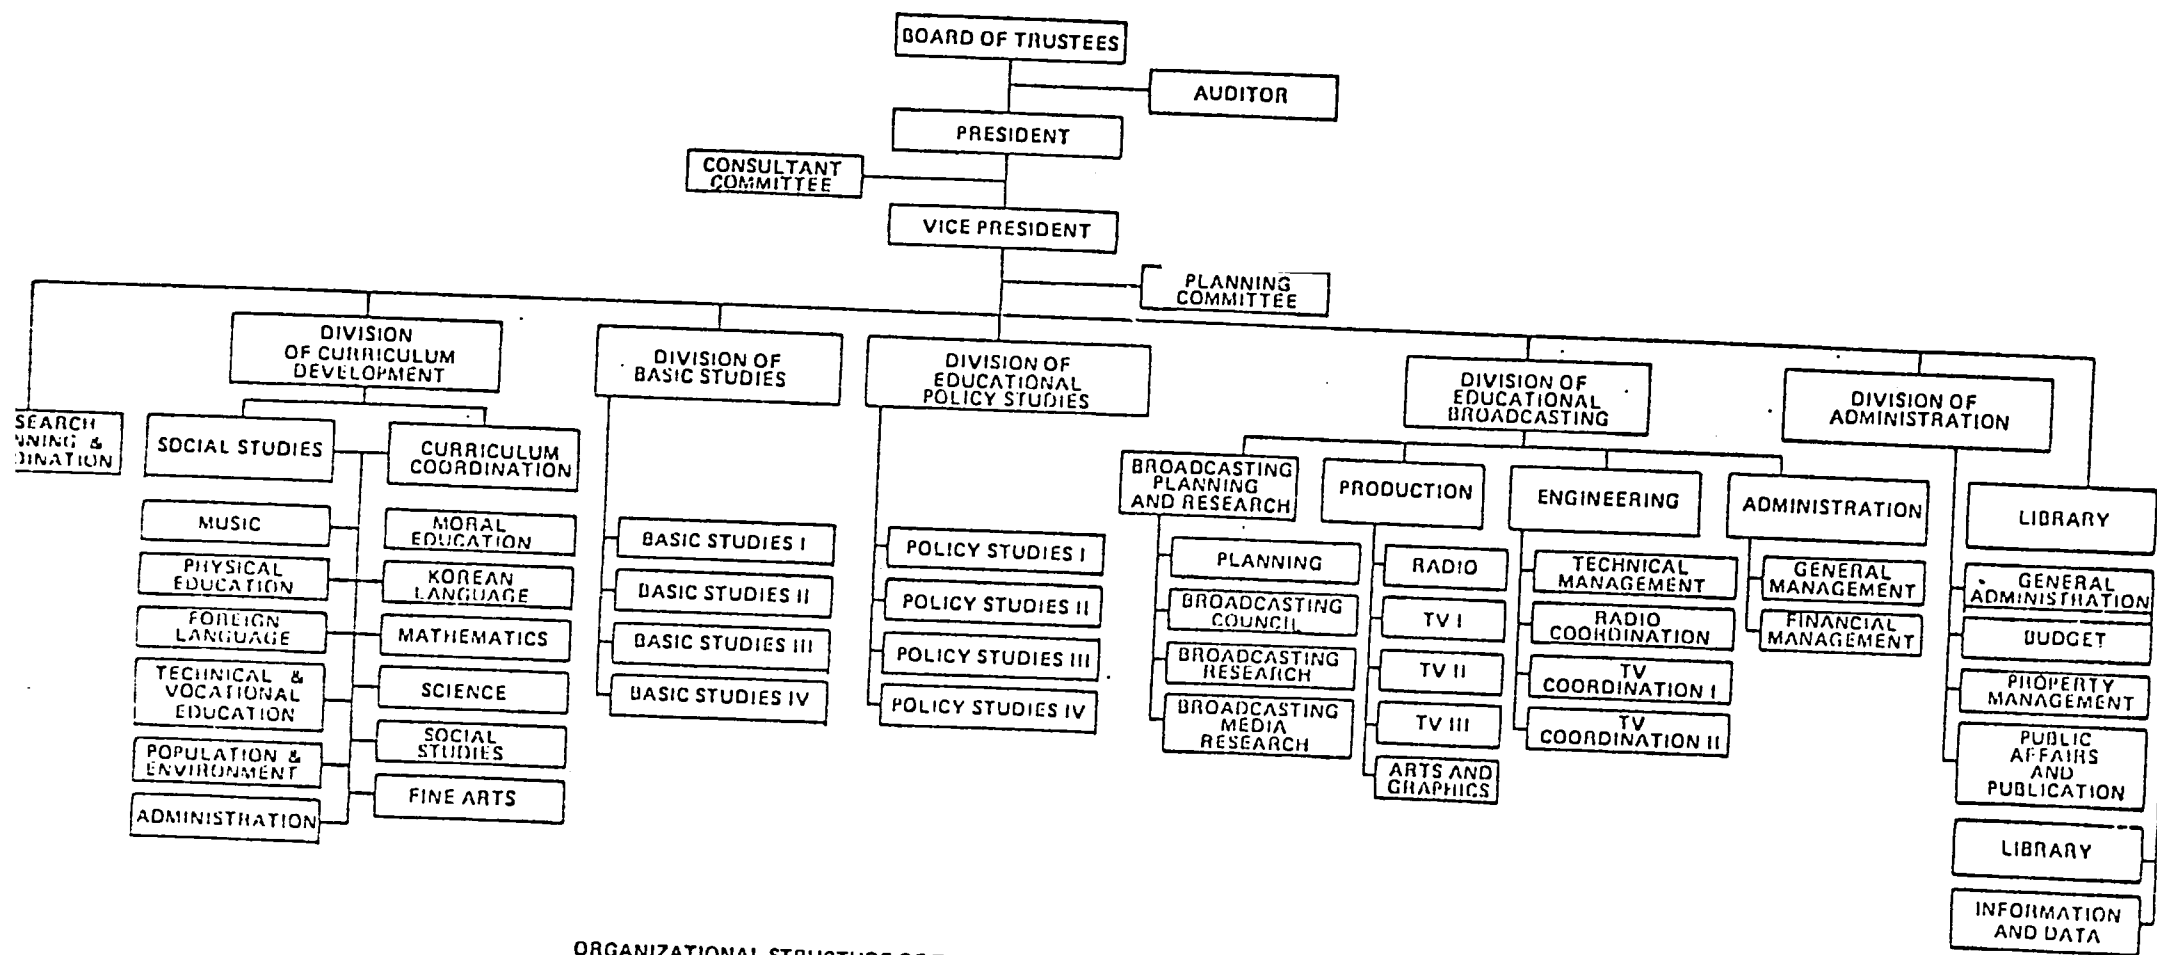 BOARD OF TRUSTEES
AUDITOR
PRESIDENT
CONSULTANT
COMMITTEE
VICE PRESIDENT
PLANNING
COMMITTEE
DIVISION
OF CURRICULUM
DEVELOPMENT
DIVISION OF
BASIC STUDIES
DIVISION OF
EDUCATIONAL
POLICY STUDIES
DIVISION OF
EDUCATIONAL
BROADCASTING
DIVISION OF
ADMINISTRATION
SEARCH
NNING &
DINATION
SOCIAL STUDIES
CURRICULUM
COORDINATION
MUSIC
MORAL
EDUCATION
PHYSICAL
EDUCATION
KOREAN
LANGUAGE
FOREIGN
LANGUAGE
MATHEMATICS
TECHNICAL &
VOCATIONAL
EDUCATION
SCIENCE
SOCIAL
STUDIES
POPULATION &
ENVIRONMENT
FINE ARTS
ADMINISTRATION
BASIC STUDIES I
BASIC STUDIES II
BASIC STUDIES III
BASIC STUDIES IV
POLICY STUDIES I
POLICY STUDIES II
POLICY STUDIES III
POLICY STUDIES IV
BROADCASTING
PLANNING
AND RESEARCH
PLANNING
BROADCASTING
COUNCIL
BROADCASTING
RESEARCH
BROADCASTING
MEDIA
RESEARCH
PRODUCTION
RADIO
TV I
TV II
TV III
ARTS AND
GRAPHICS
ENGINEERING
TECHNICAL
MANAGEMENT
RADIO
COORDINATION
TV
COORDINATION I
TV
COORDINATION II
ADMINISTRATION
GENERAL
MANAGEMENT
FINANCIAL
MANAGEMENT
LIBRARY
GENERAL
ADMINISTRATION
BUDGET
PROPERTY
MANAGEMENT
PUBLIC
AFFAIRS
AND
PUBLICATION
LIBRARY
INFORMATION
AND DATA
ORGANIZATIONAL STRUCTURE